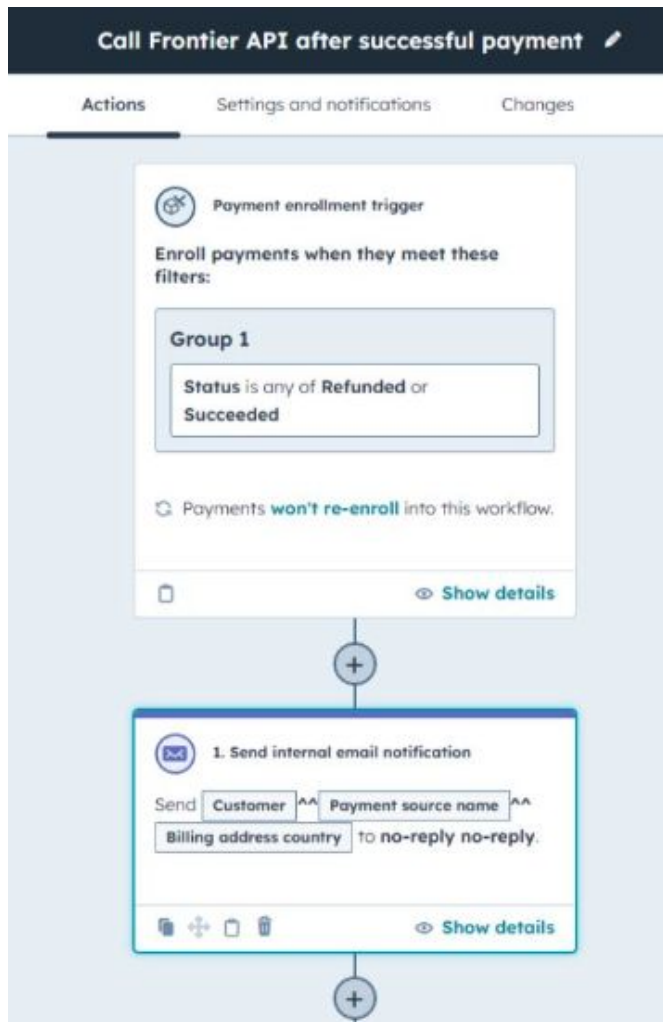 Call Frontier API after successful payment
Actions Settings and notifications Changes
Payment enrollment trigger
Enroll payments when they meet these
filters:
Group 1
Status is any of Refunded or
Succeeded
Payments won't re-enroll into this workflow.
Show details
1. Send internal email notification
Send Customer ^^ Payment source name ^^
Billing address country to no-reply no-reply.
Show details